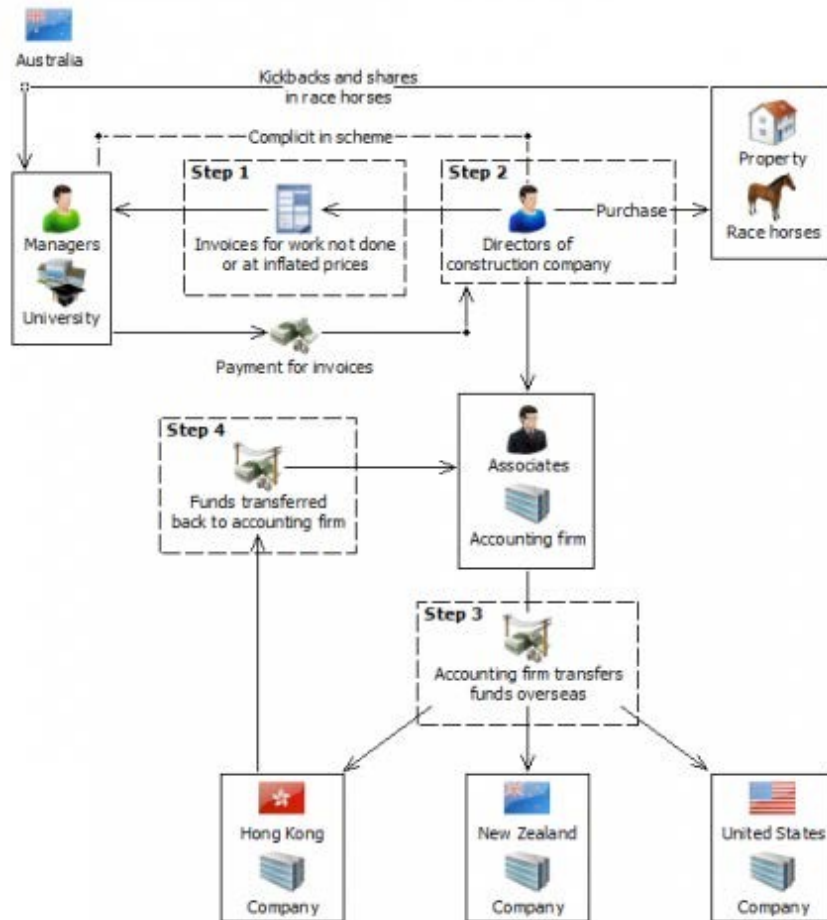 Australia
Kickbacks and shares
in race horses
Complicit in scheme
Step 1
Step 2
Property
Managers
Invoices for work not done
or at inflated prices
Directors of
construction company
Purchase
Race horses
University
Payment for invoices
Step 4
Associates
Funds transferred
back to accounting firm
Accounting firm
Step 3
Accounting firm transfers
funds overseas
Hong Kong
New Zealand
United States
Company
Company
Company